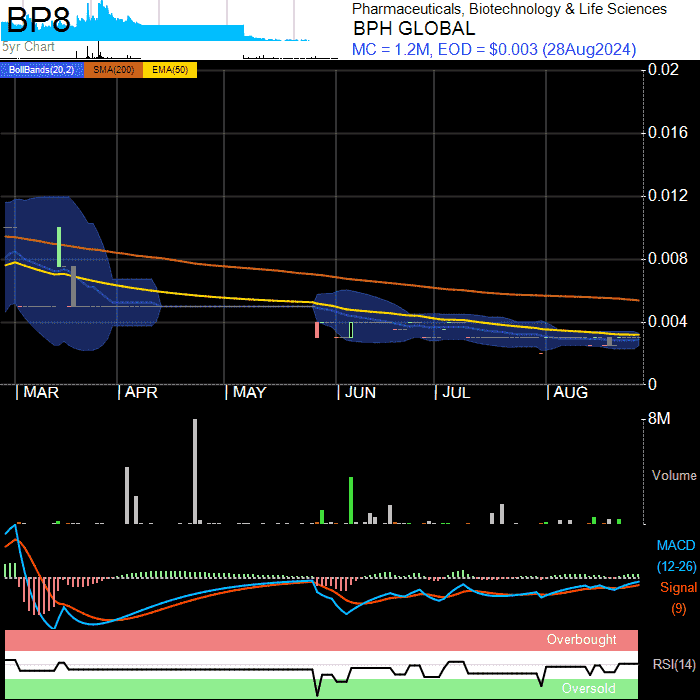 BP8
5yr Chart
Pharmaceuticals, Biotechnology & Life Sciences
BPH GLOBAL
MC = 1.2M, EOD = $0.003 (28Aug2024)
BollBands(20,2) SMA(200) EMA(50)
0.02
0.016
0.012
0.008
0.004
0
MAR APR MAY JUN JUL AUG
8M
Volume
MACD
(12-26)
Signal
(9)
Overbought
RSI(14)
Oversold